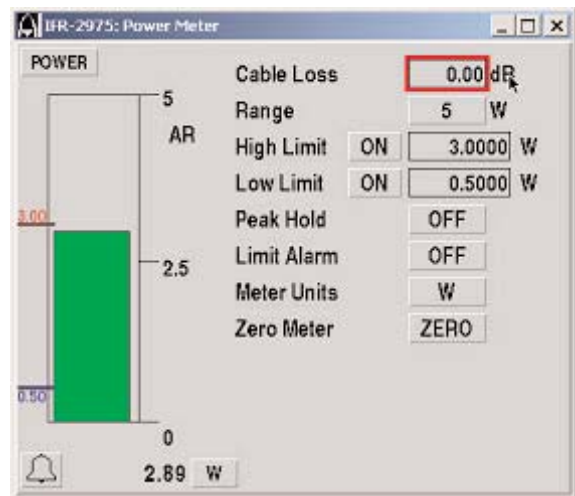 IFR-2975: Power Meter
POWER
5
AR
2.5
0
3.00
0.50
2.89 W
Cable Loss 0.00 dB
Range 5 W
High Limit ON 3.0000 W
Low Limit ON 0.5000 W
Peak Hold OFF
Limit Alarm OFF
Meter Units W
Zero Meter ZERO